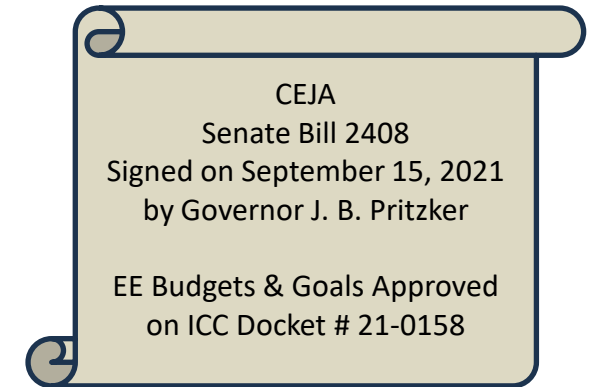 CEJA
Senate Bill 2408
Signed on September 15, 2021
by Governor J. B. Pritzker
EE Budgets & Goals Approved
on ICC Docket # 21-0158